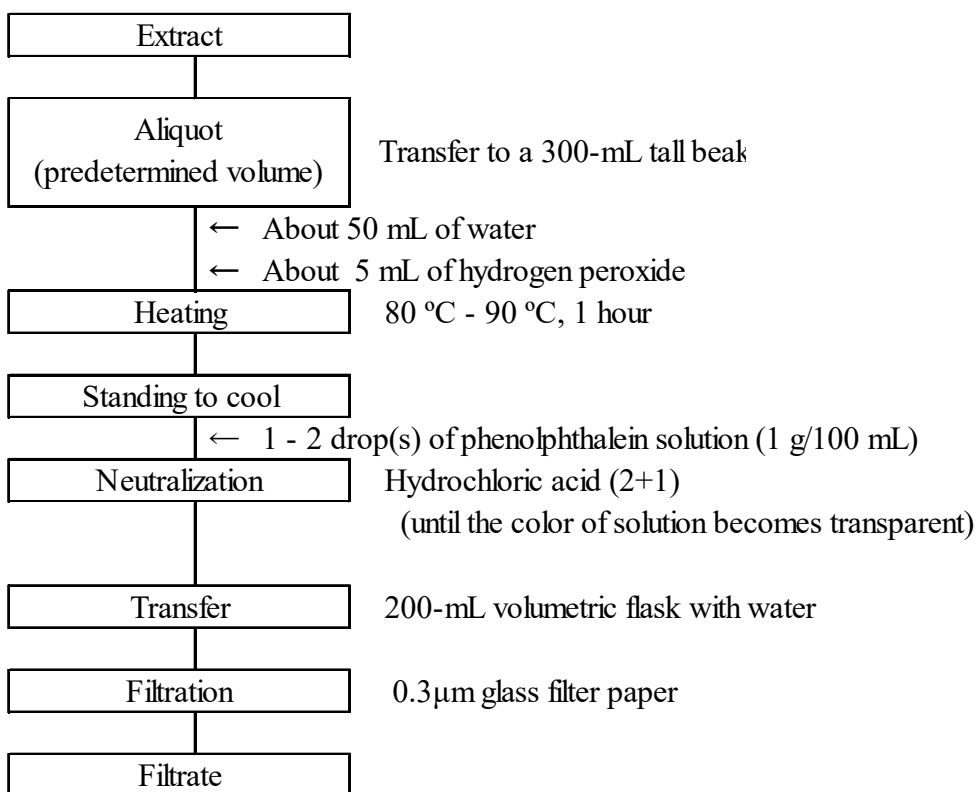 Extract
Aliquot
(predetermined volume)
Transfer to a 300-mL tall beak
← About 50 mL of water
← About 5 mL of hydrogen peroxide
Heating
80 ºC - 90 ºC, 1 hour
Standing to cool
← 1 - 2 drop(s) of phenolphthalein solution (1 g/100 mL)
Neutralization
Hydrochloric acid (2+1)
(until the color of solution becomes transparent)
Transfer
200-mL volumetric flask with water
Filtration
0.3µm glass filter paper
Filtrate